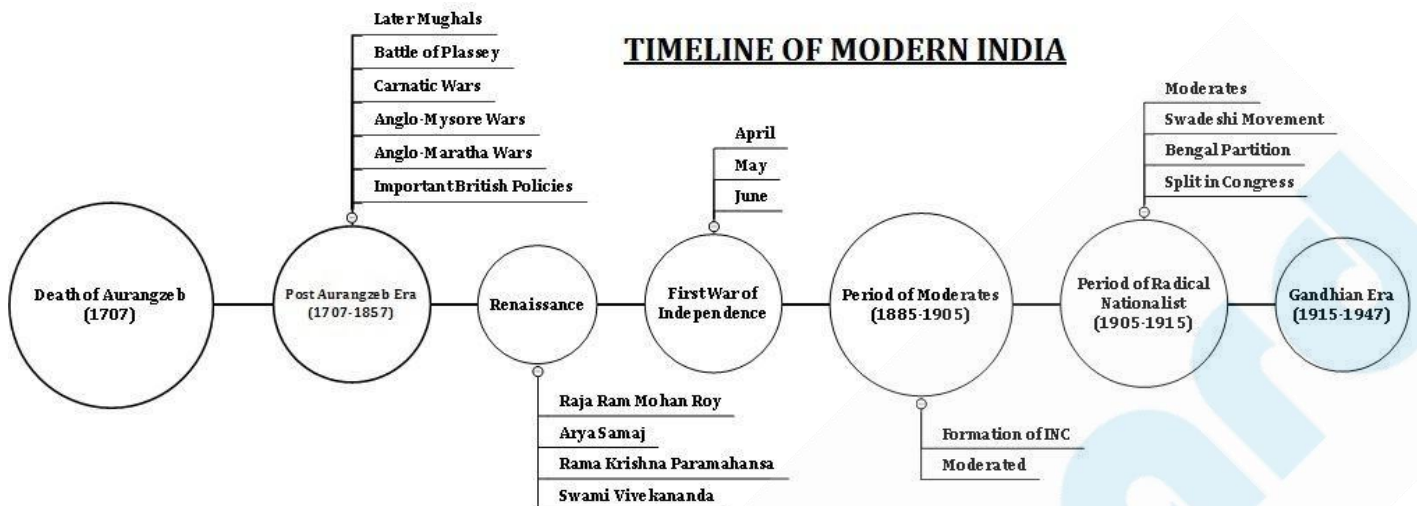 TIMELINE OF MODERN INDIA
Later Mughals
Battle of Plassey
Carnatic Wars
Anglo-Mysore Wars
Anglo-Maratha Wars
Important British Policies
April
May
June
Moderates
Swadeshi Movement
Bengal Partition
Split in Congress
Death of Aurangzeb
(1707)
Post Aurangzeb Era
(1707-1857)
Renaissance
First War of
Independence
Period of Moderates
(1885-1905)
Period of Radical
Nationalist
(1905-1915)
Gandhian Era
(1915-1947)
Raja Ram Mohan Roy
Arya Samaj
Rama Krishna Paramahansa
Swami Vivekananda
Formation of INC
Moderated